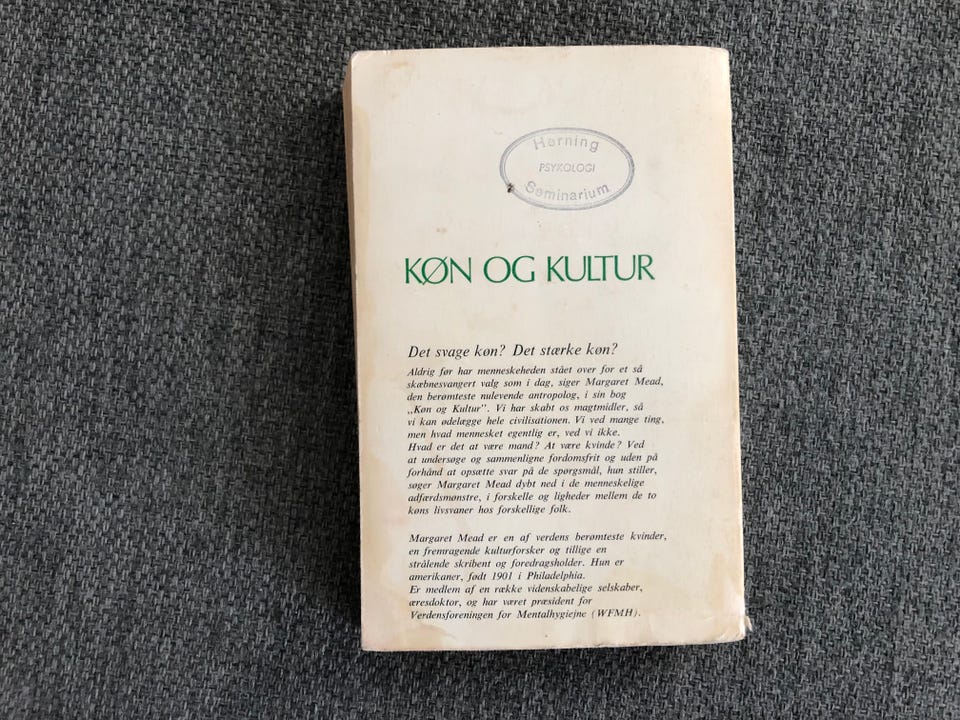 Herning
PSYKOLOGI
Seminarium
KØN OG KULTUR
Det svage køn? Det stærke køn?
Aldrig før har menneskeheden stået over for et så
skæbnesvangert valg som i dag, siger Margaret Mead,
den berømteste nulevende antropolog, i sin bog
„Køn og Kultur". Vi har skabt os magtmidler, så
vi kan ødelægge hele civilisationen. Vi ved mange ting,
men hvad mennesket egentlig er, ved vi ikke.
Hvad er det at være mand? At være kvinde? Ved
at undersøge og sammenligne fordomsfrit og uden på
forhånd at opsætte svar på de spørgsmål, hun stiller,
søger Margaret Mead dybt ned i de menneskelige
adfærdsmønstre, i forskelle og ligheder mellem de to
køns livsvaner hos forskellige folk.
Margaret Mead er en af verdens berømteste kvinder,
en fremragende kulturforsker og tillige en
strålende skribent og foredragsholder. Hun er
amerikaner, født 1901 i Philadelphia.
Er medlem af en række videnskabelige selskaber,
æresdoktor, og har været præsident for
Verdensforeningen for Mentalhygiejne (WFMH).